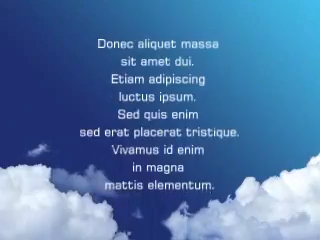 Donec aliquet massa
sit amet dui.
Etiam adipiscing
luctus ipsum.
Sed quis enim
sed erat placerat tristique.
Vivamus id enim
in magna
mattis elementum.